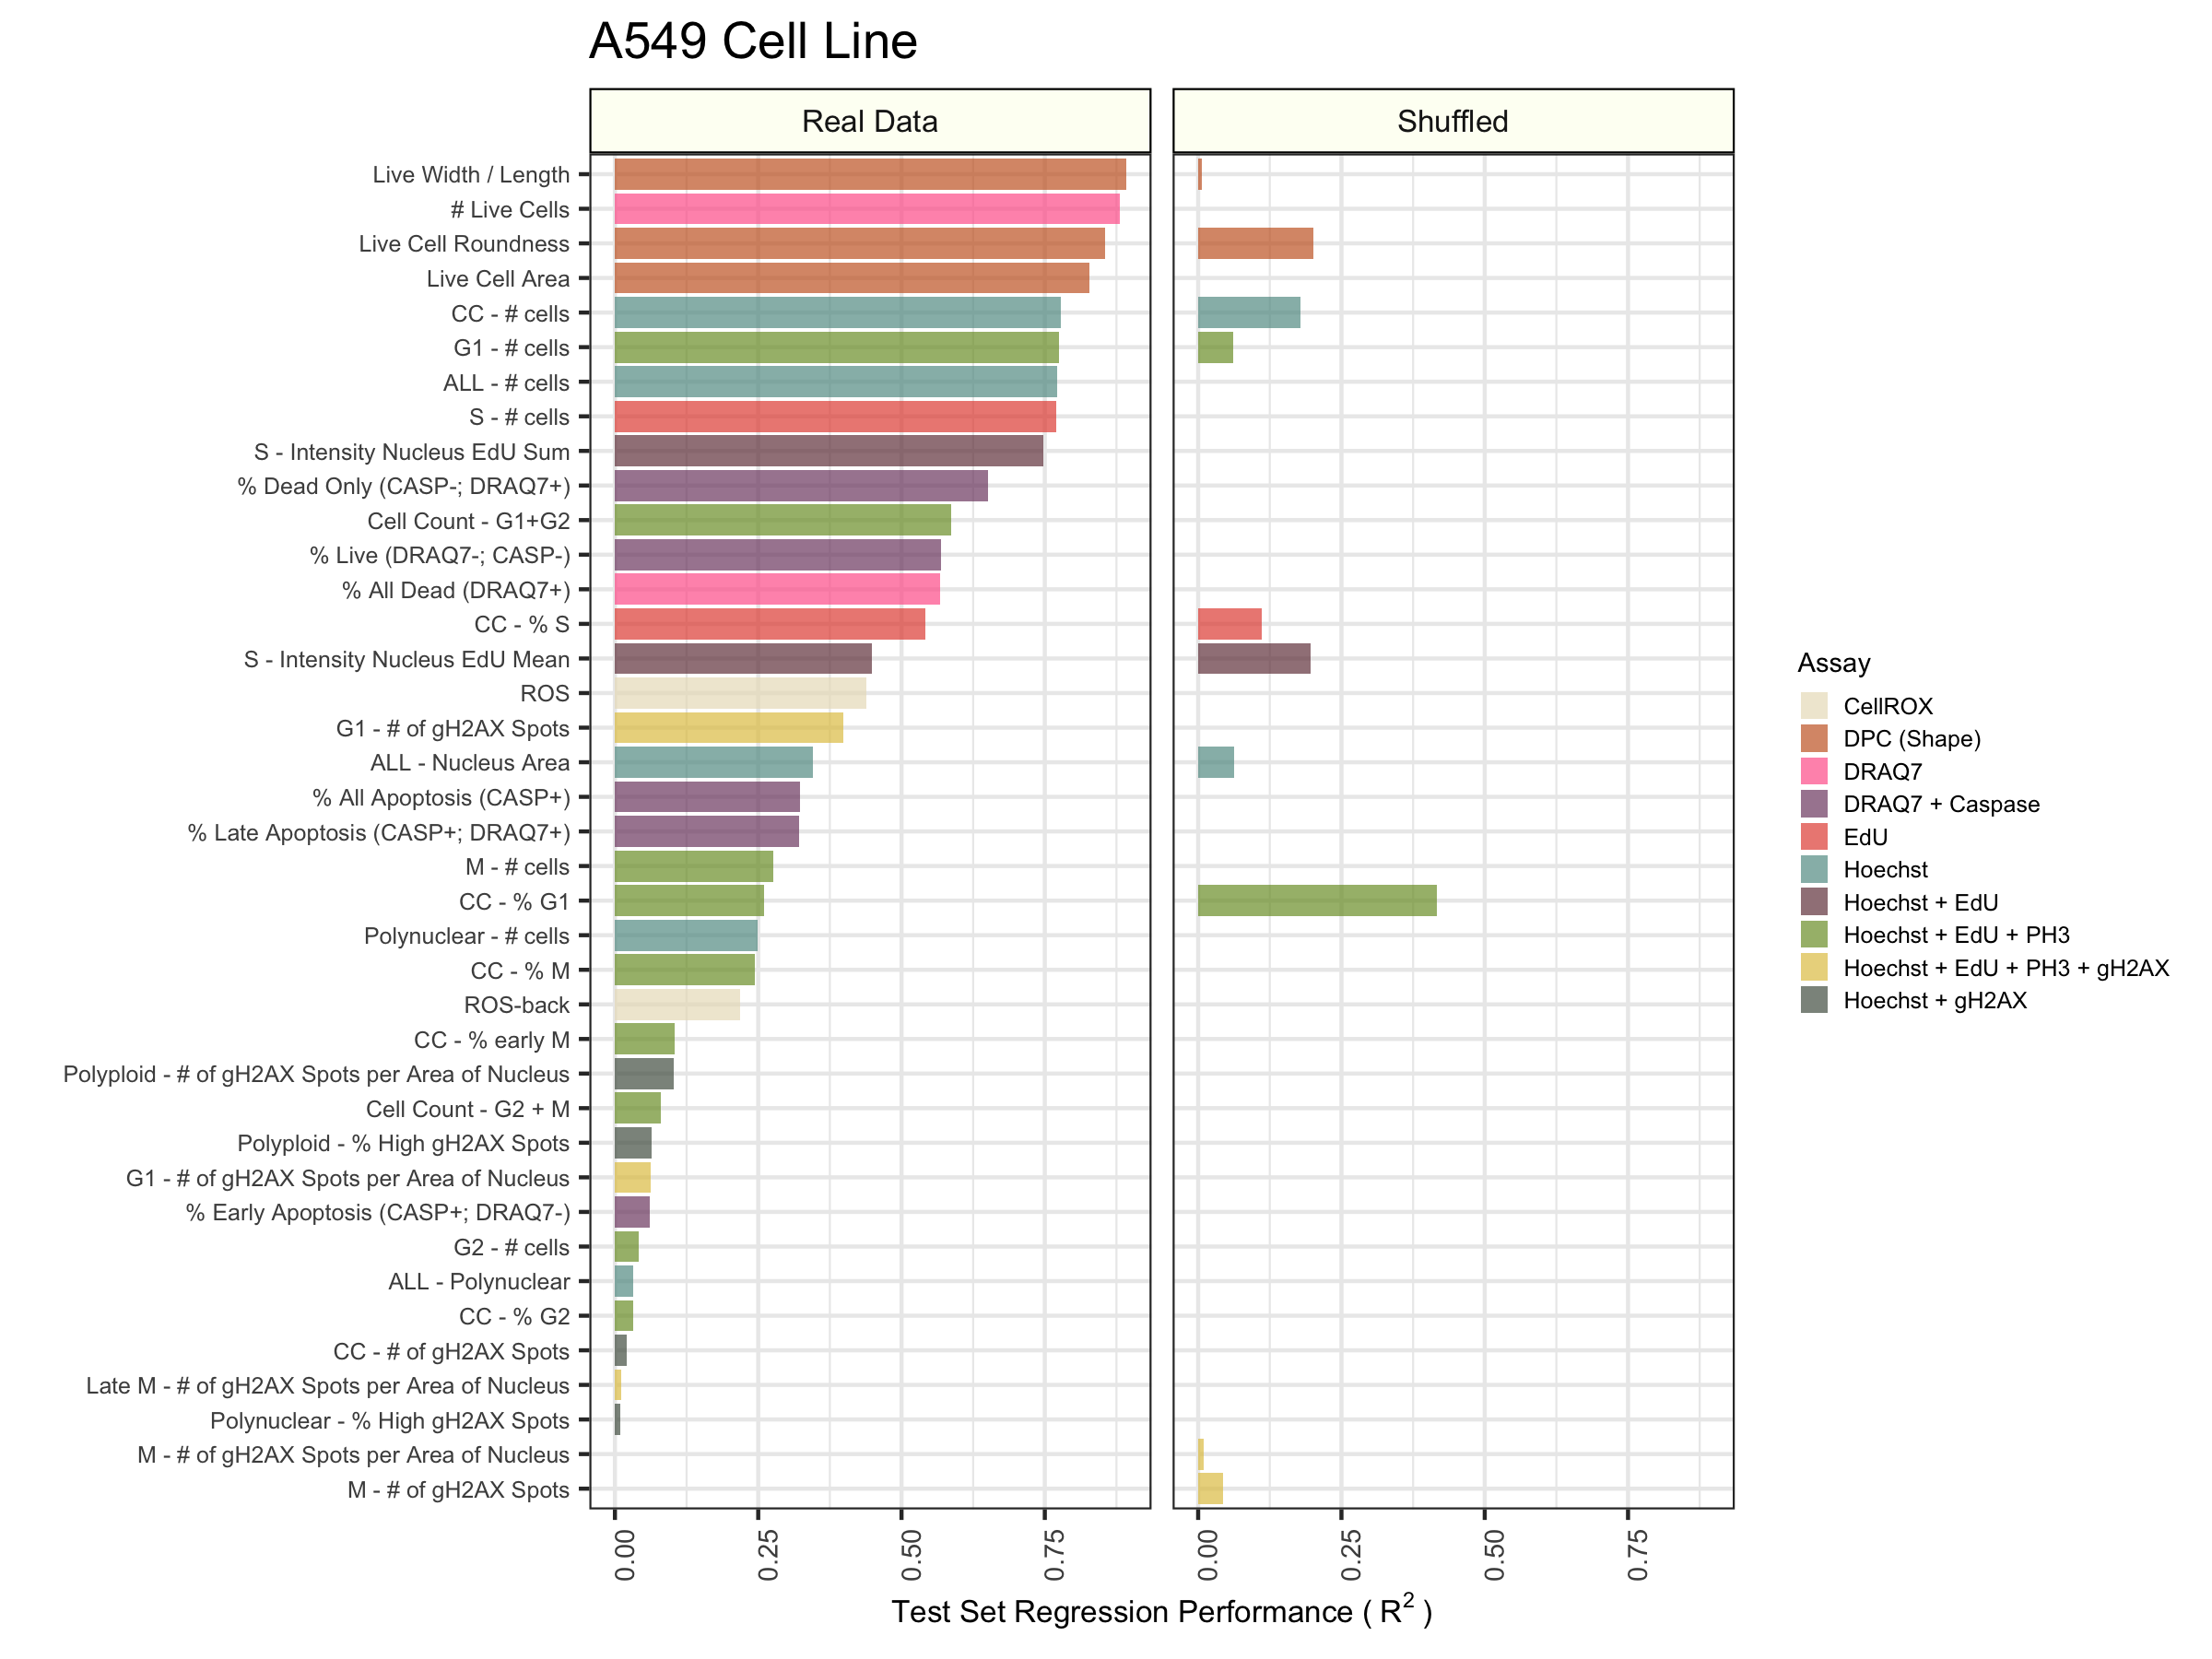 A549 Cell Line
Real Data
Shuffled
Live Width / Length
# Live Cells
Live Cell Roundness
Live Cell Area
CC - # cells
G1 - # cells
ALL - # cells
S - # cells
S - Intensity Nucleus EdU Sum
% Dead Only (CASP-; DRAQ7+)
Cell Count - G1+G2
% Live (DRAQ7-; CASP-)
% All Dead (DRAQ7+)
CC - % S
S - Intensity Nucleus EdU Mean
ROS
G1 - # of gH2AX Spots
ALL - Nucleus Area
% All Apoptosis (CASP+)
% Late Apoptosis (CASP+; DRAQ7+)
M - # cells
CC - % G1
Polynuclear - # cells
CC - % M
ROS-back
CC - % early M
Polyploid - # of gH2AX Spots per Area of Nucleus
Cell Count - G2 + M
Polyploid - % High gH2AX Spots
G1 - # of gH2AX Spots per Area of Nucleus
% Early Apoptosis (CASP+; DRAQ7-)
G2 - # cells
ALL - Polynuclear
CC - % G2
CC - # of gH2AX Spots
Late M - # of gH2AX Spots per Area of Nucleus
Polynuclear - % High gH2AX Spots
M - # of gH2AX Spots per Area of Nucleus
M - # of gH2AX Spots
0.00
0.25
0.50
0.75
0.00
0.25
0.50
0.75
Test Set Regression Performance ( R² )
Assay
CellROX
DPC (Shape)
DRAQ7
DRAQ7 + Caspase
EdU
Hoechst
Hoechst + EdU
Hoechst + EdU + PH3
Hoechst + EdU + PH3 + gH2AX
Hoechst + gH2AX